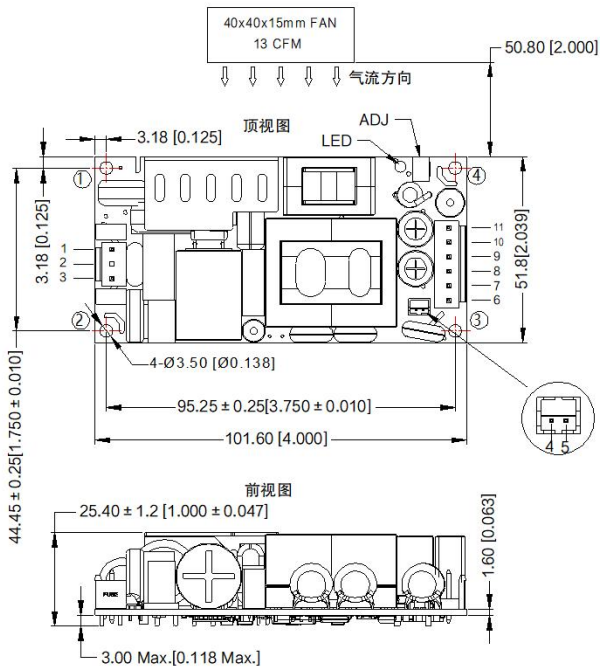 40x40x15mm FAN
13 CFM
50.80 [2.000]
气流方向
3.18 [0.125]
顶视图
ADJ
LED
①
④
3.18 [0.125]
1
2
3
11
10
9
8
7
6
51.8[2.039]
②
③
4-Ø3.50 [Ø0.138]
44.45 ± 0.25[1.750 ± 0.010]
95.25 ± 0.25[3.750 ± 0.010]
101.60 [4.000]
4 5
前视图
25.40 ± 1.2 [1.000 ± 0.047]
1.60 [0.063]
FUSE
3.00 Max.[0.118 Max.]